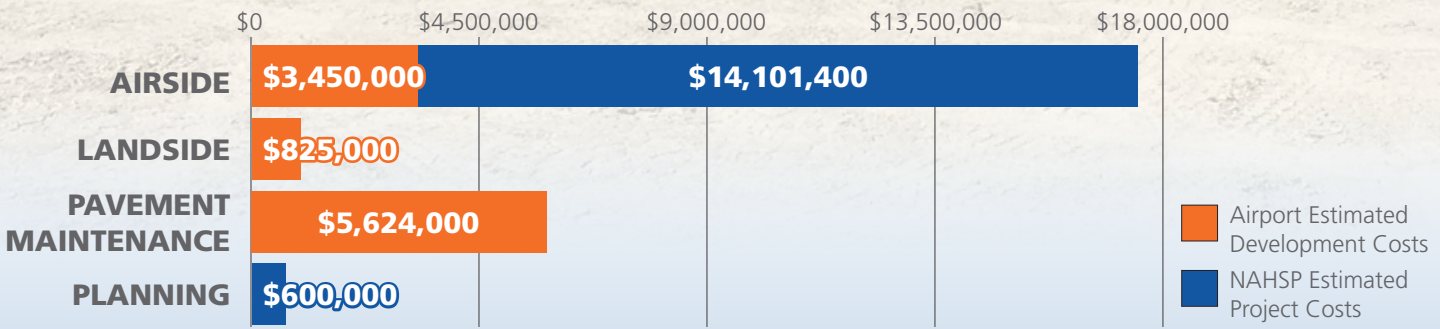 $0 $4,500,000 $9,000,000 $13,500,000 $18,000,000
AIRSIDE $3,450,000 $14,101,400
LANDSIDE $825,000
PAVEMENT
MAINTENANCE $5,624,000
PLANNING $600,000
Airport Estimated
Development Costs
NAHSP Estimated
Project Costs